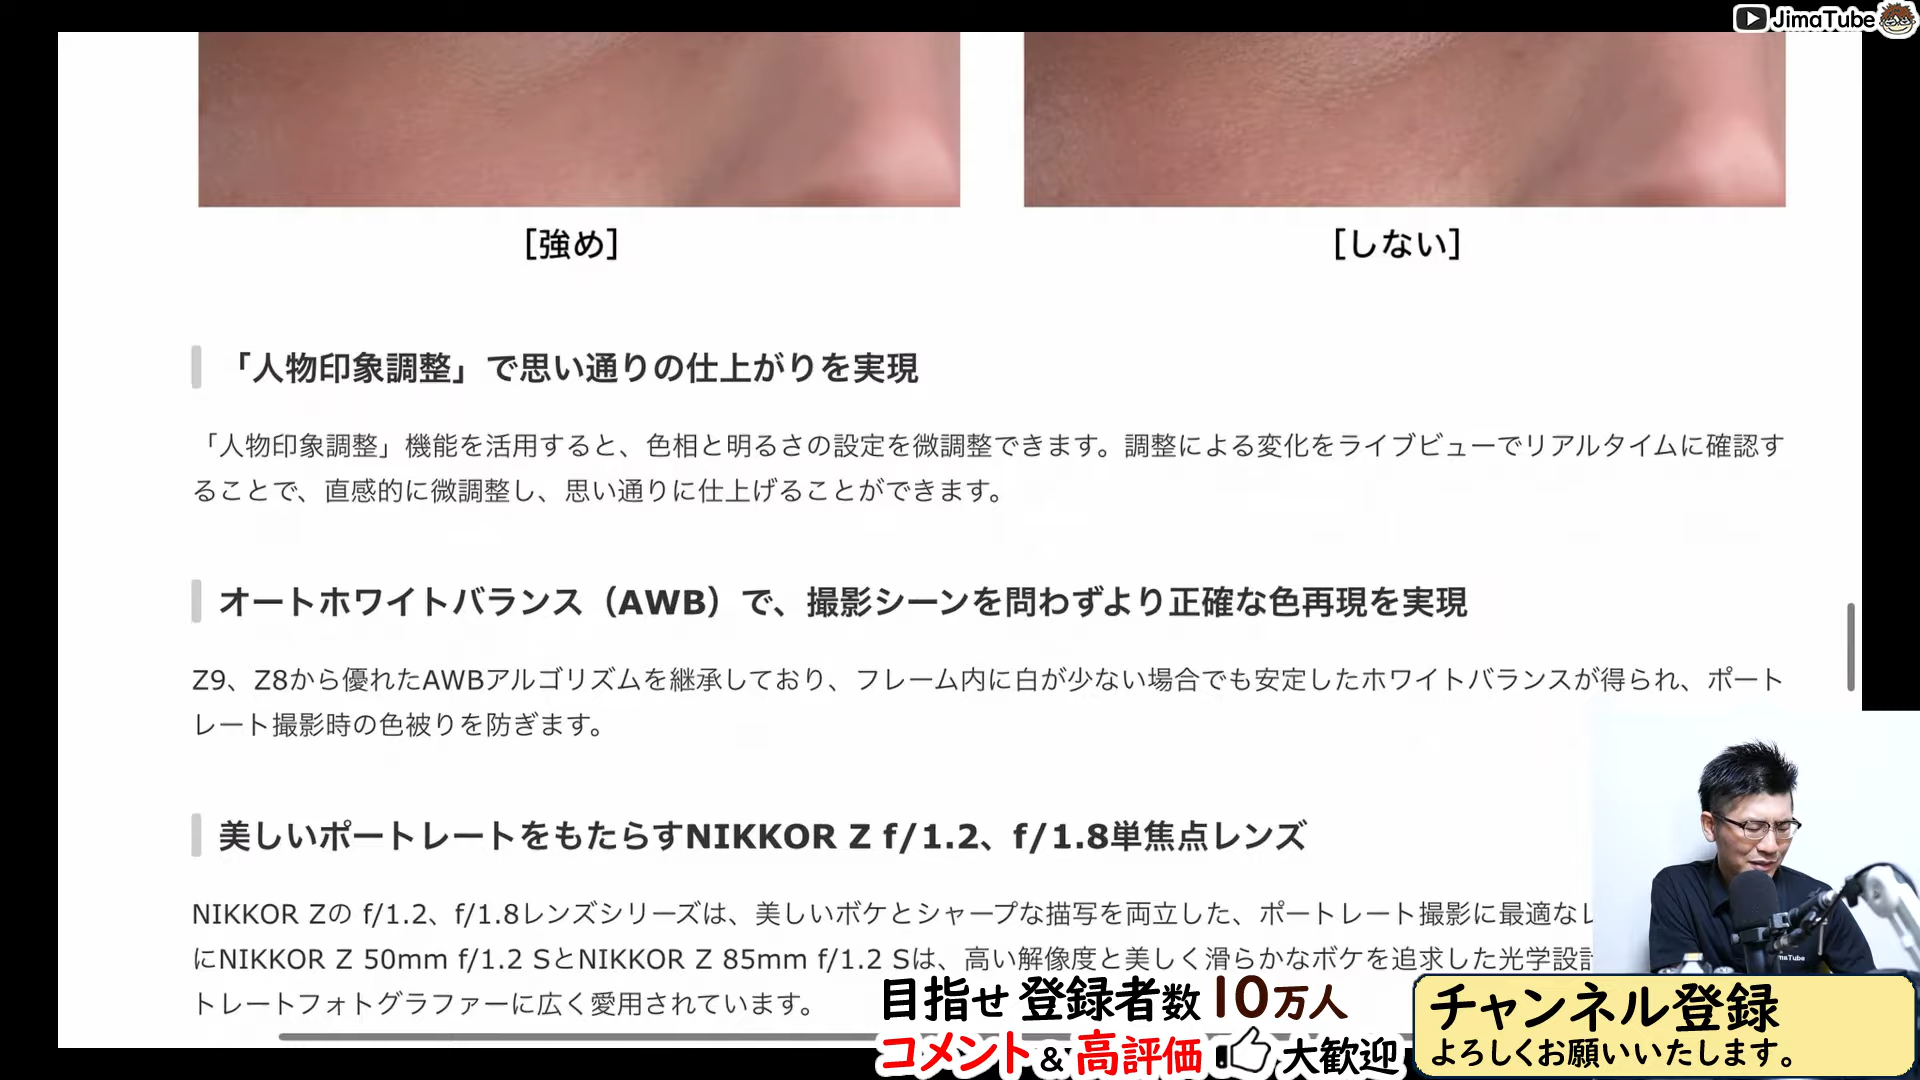 JimaTube
[強め]
[しない]
「人物印象調整」で思い通りの仕上がりを実現
「人物印象調整」機能を活用すると、色相と明るさの設定を微調整できます。調整による変化をライブビューでリアルタイムに確認す
ることで、直感的に微調整し、思い通りに仕上げることができます。
オートホワイトバランス（AWB）で、撮影シーンを問わずより正確な色再現を実現
Z9、Z8から優れたAWBアルゴリズムを継承しており、フレーム内に白が少ない場合でも安定したホワイトバランスが得られ、ポート
レート撮影時の色被りを防ぎます。
美しいポートレートをもたらすNIKKOR Z f/1.2、f/1.8単焦点レンズ
NIKKOR Zの f/1.2、f/1.8レンズシリーズは、美しいボケとシャープな描写を両立した、ポートレート撮影に最適なレ
にNIKKOR Z 50mm f/1.2 SとNIKKOR Z 85mm f/1.2 Sは、高い解像度と美しく滑らかなボケを追求した光学設
トレートフォトグラファーに広く愛用されています。
目指せ 登録者数10万人
コメント&高評価 大歓迎
チャンネル登録
よろしくお願いいたします。